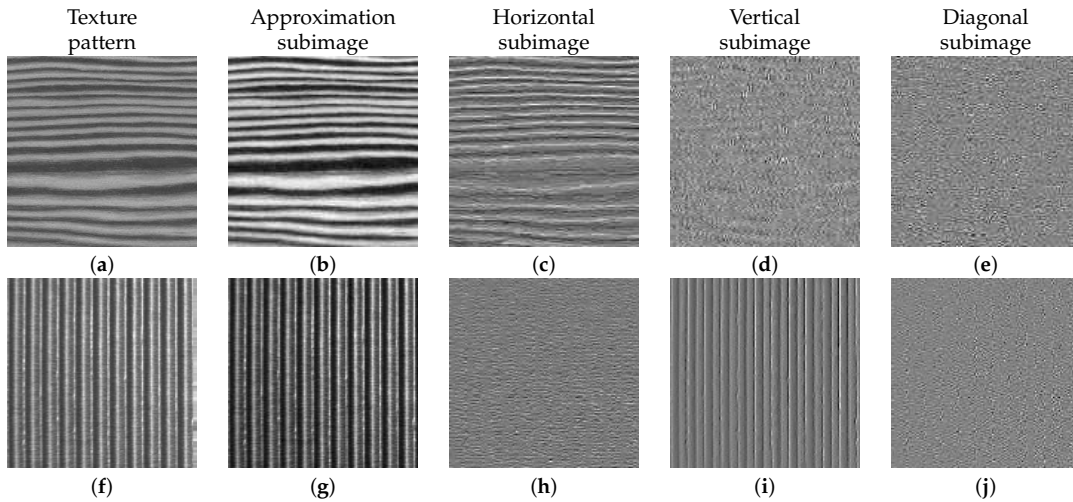 Texture
pattern
Approximation
subimage
Horizontal
subimage
Vertical
subimage
Diagonal
subimage
(a) (b) (c) (d) (e)
(f) (g) (h) (i) (j)